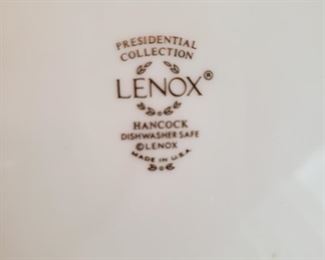 PRESIDENTIAL
COLLECTION
LENOX®
HANCOCK
DISHWASHER SAFE
©LENOX
MADE IN U.S.A.